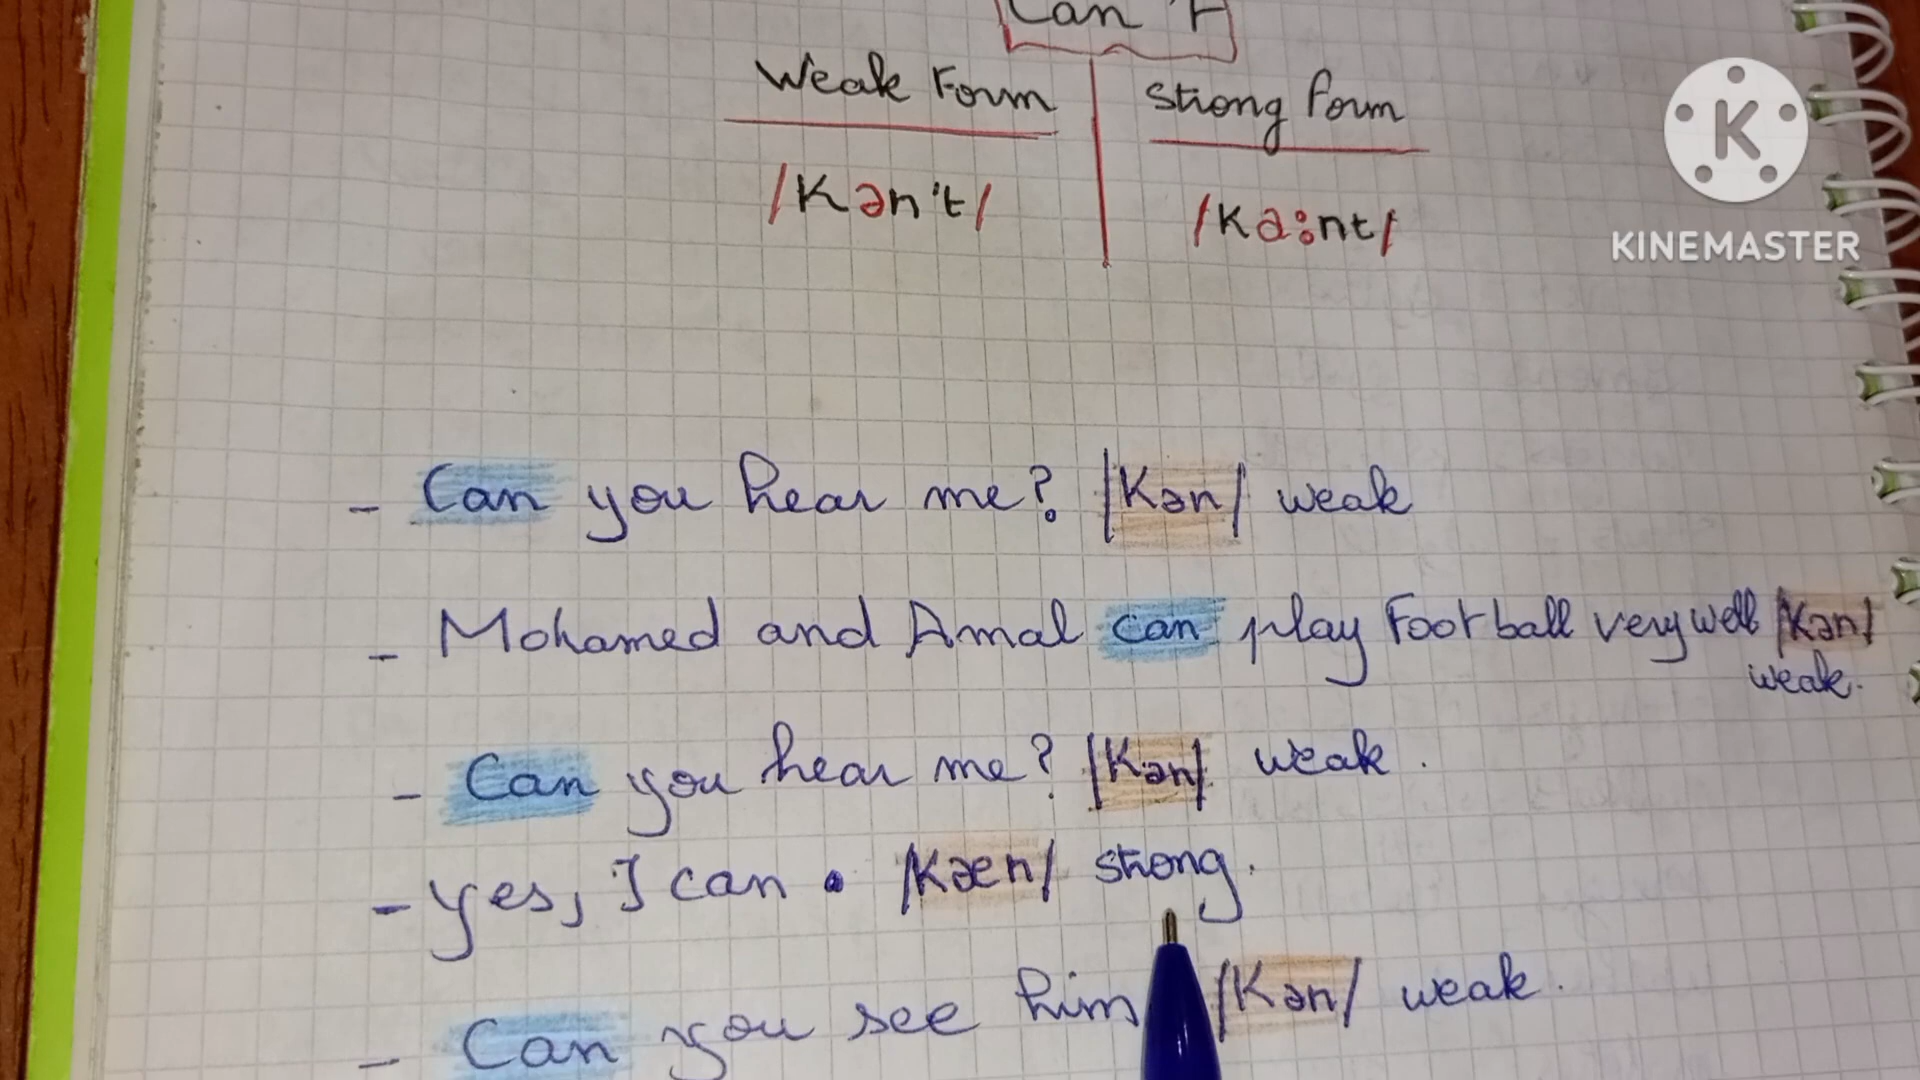 Can't
Weak Form
Strong form
/Kən't/
/Ka:nt/
K
KINEMASTER
- Can you hear me? /Kən/ weak
- Mohamed and Amal can play Football very well /Kən/
weak.
- Can you hear me? /Kən/ weak.
- yes, I can. /Kæn/ strong.
- Can you see him /Kən/ weak.